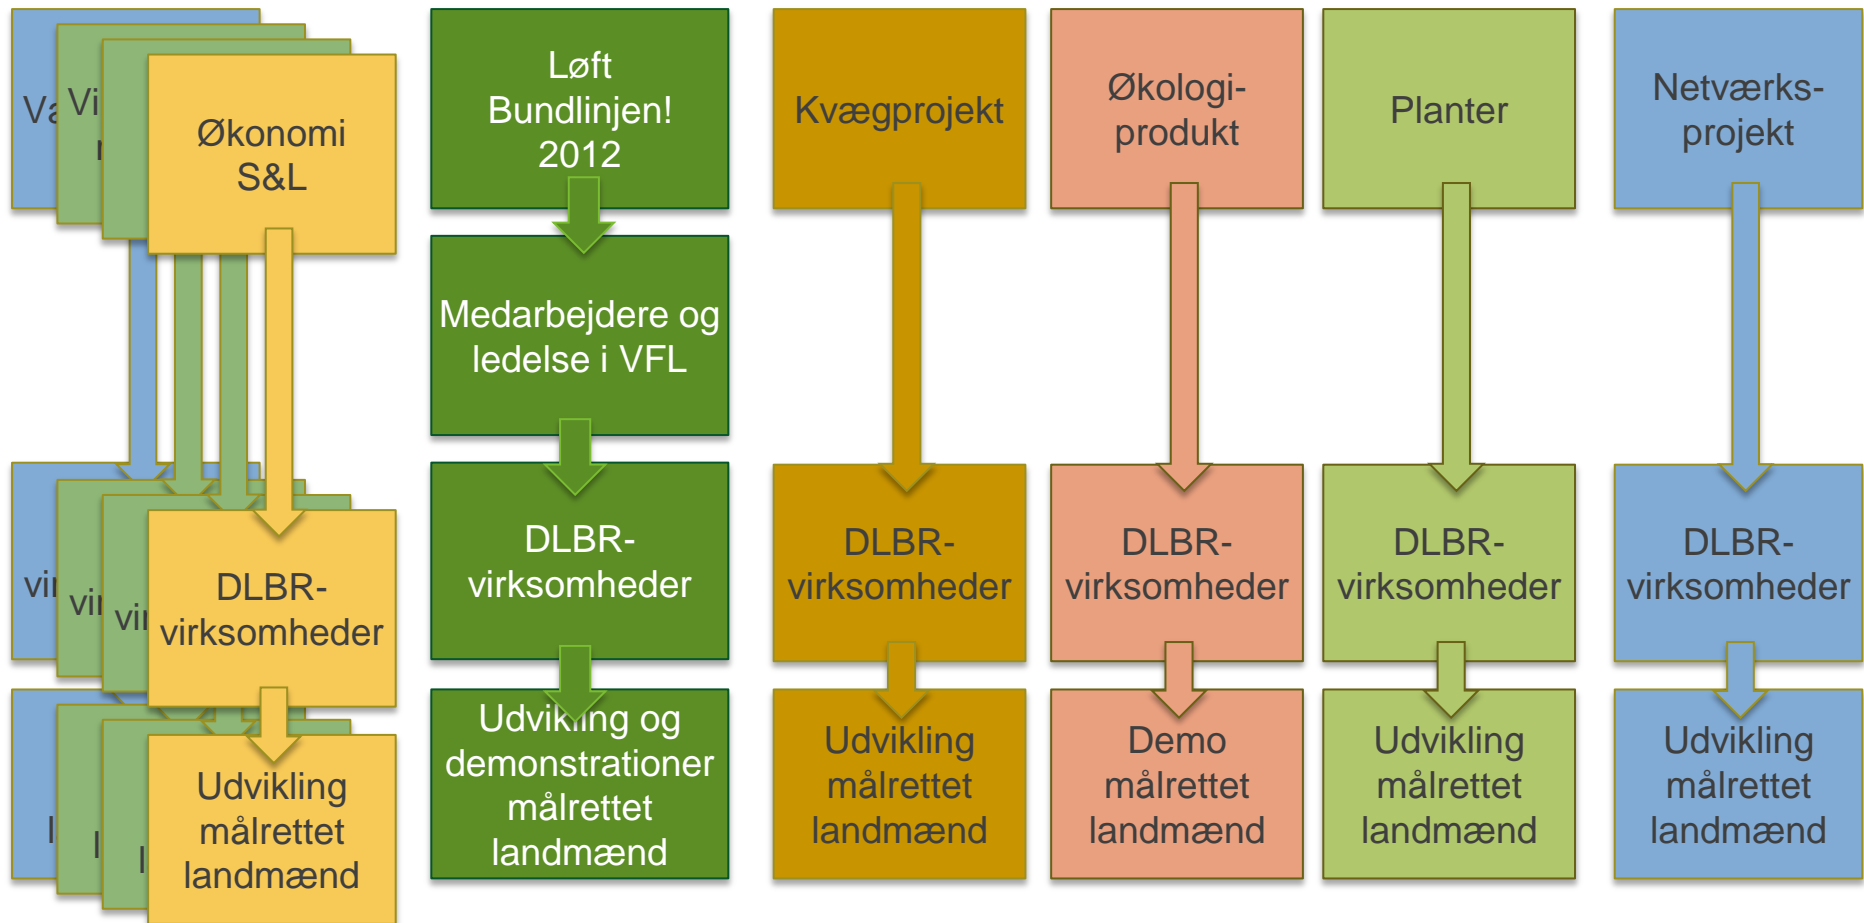 Økonomi
S&L
Løft
Bundlinjen!
2012
Kvægprojekt
Økologi-
produkt
Planter
Netværks-
projekt
Medarbejdere og
ledelse i VFL
DLBR-
virksomheder
DLBR-
virksomheder
DLBR-
virksomheder
DLBR-
virksomheder
DLBR-
virksomheder
DLBR-
virksomheder
Udvikling
målrettet
landmænd
Udvikling og
demonstrationer
målrettet
landmænd
Udvikling
målrettet
landmænd
Demo
målrettet
landmænd
Udvikling
målrettet
landmænd
Udvikling
målrettet
landmænd